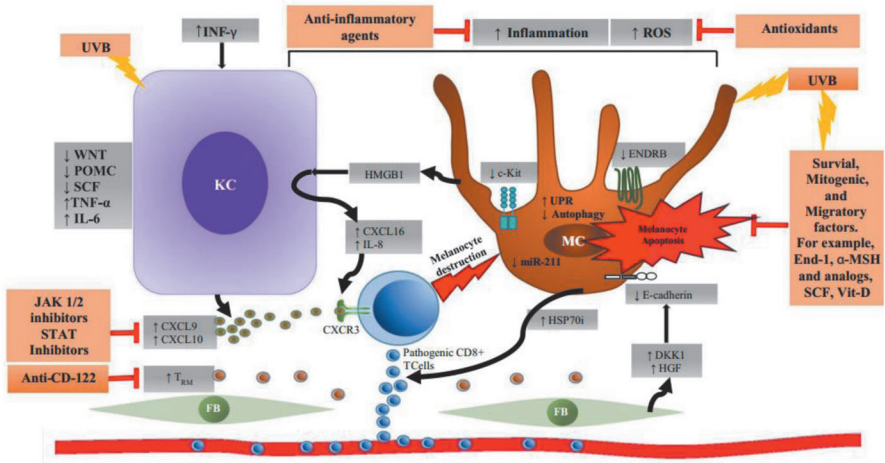 Anti-inflammatory
agents
↑ Inflammation
↑ ROS
Antioxidants
↑INF-γ
UVB
UVB
↓ WNT
↓ POMC
↓ SCF
↑TNF-α
↑ IL-6
KC
HMGB1
↓ c-Kit
↓ ENDRB
↑ UPR
↓ Autophagy
MC
Melanocyte
Apoptosis
↓ miR-211
Survial,
Mitogenic,
and
Migratory
factors.
For example,
End-1, α-MSH
and analogs,
SCF, Vit-D
↑ CXCL16
↑ IL-8
Melanocyte
destruction
↓ E-cadherin
JAK 1/2
inhibitors
STAT
Inhibitors
↑ CXCL9
↑ CXCL10
CXCR3
↑ HSP70i
Pathogenic CD8+
TCells
↑ DKK1
↑ HGF
Anti-CD-122
↑ TRM
FB
FB